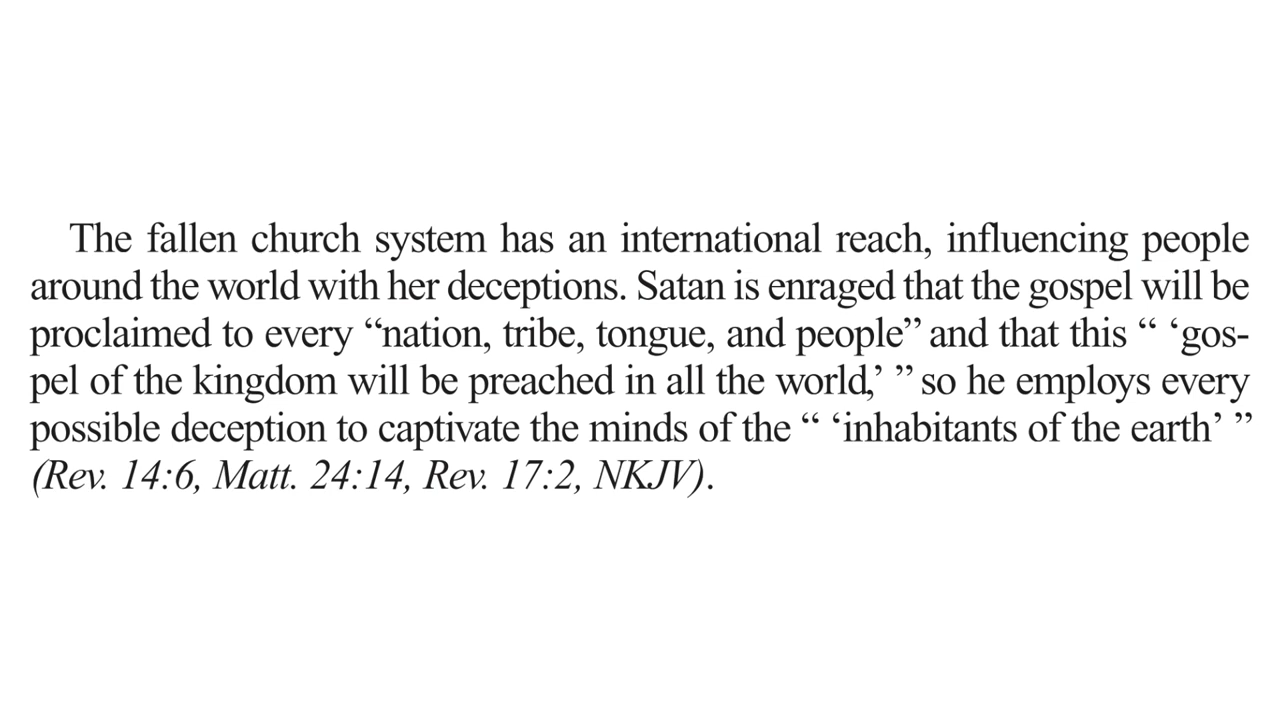 The fallen church system has an international reach, influencing people
around the world with her deceptions. Satan is enraged that the gospel will be
proclaimed to every “nation, tribe, tongue, and people” and that this “ ‘gos-
pel of the kingdom will be preached in all the world,’ ” so he employs every
possible deception to captivate the minds of the “ ‘inhabitants of the earth’ ”
(Rev. 14:6, Matt. 24:14, Rev. 17:2, NKJV).